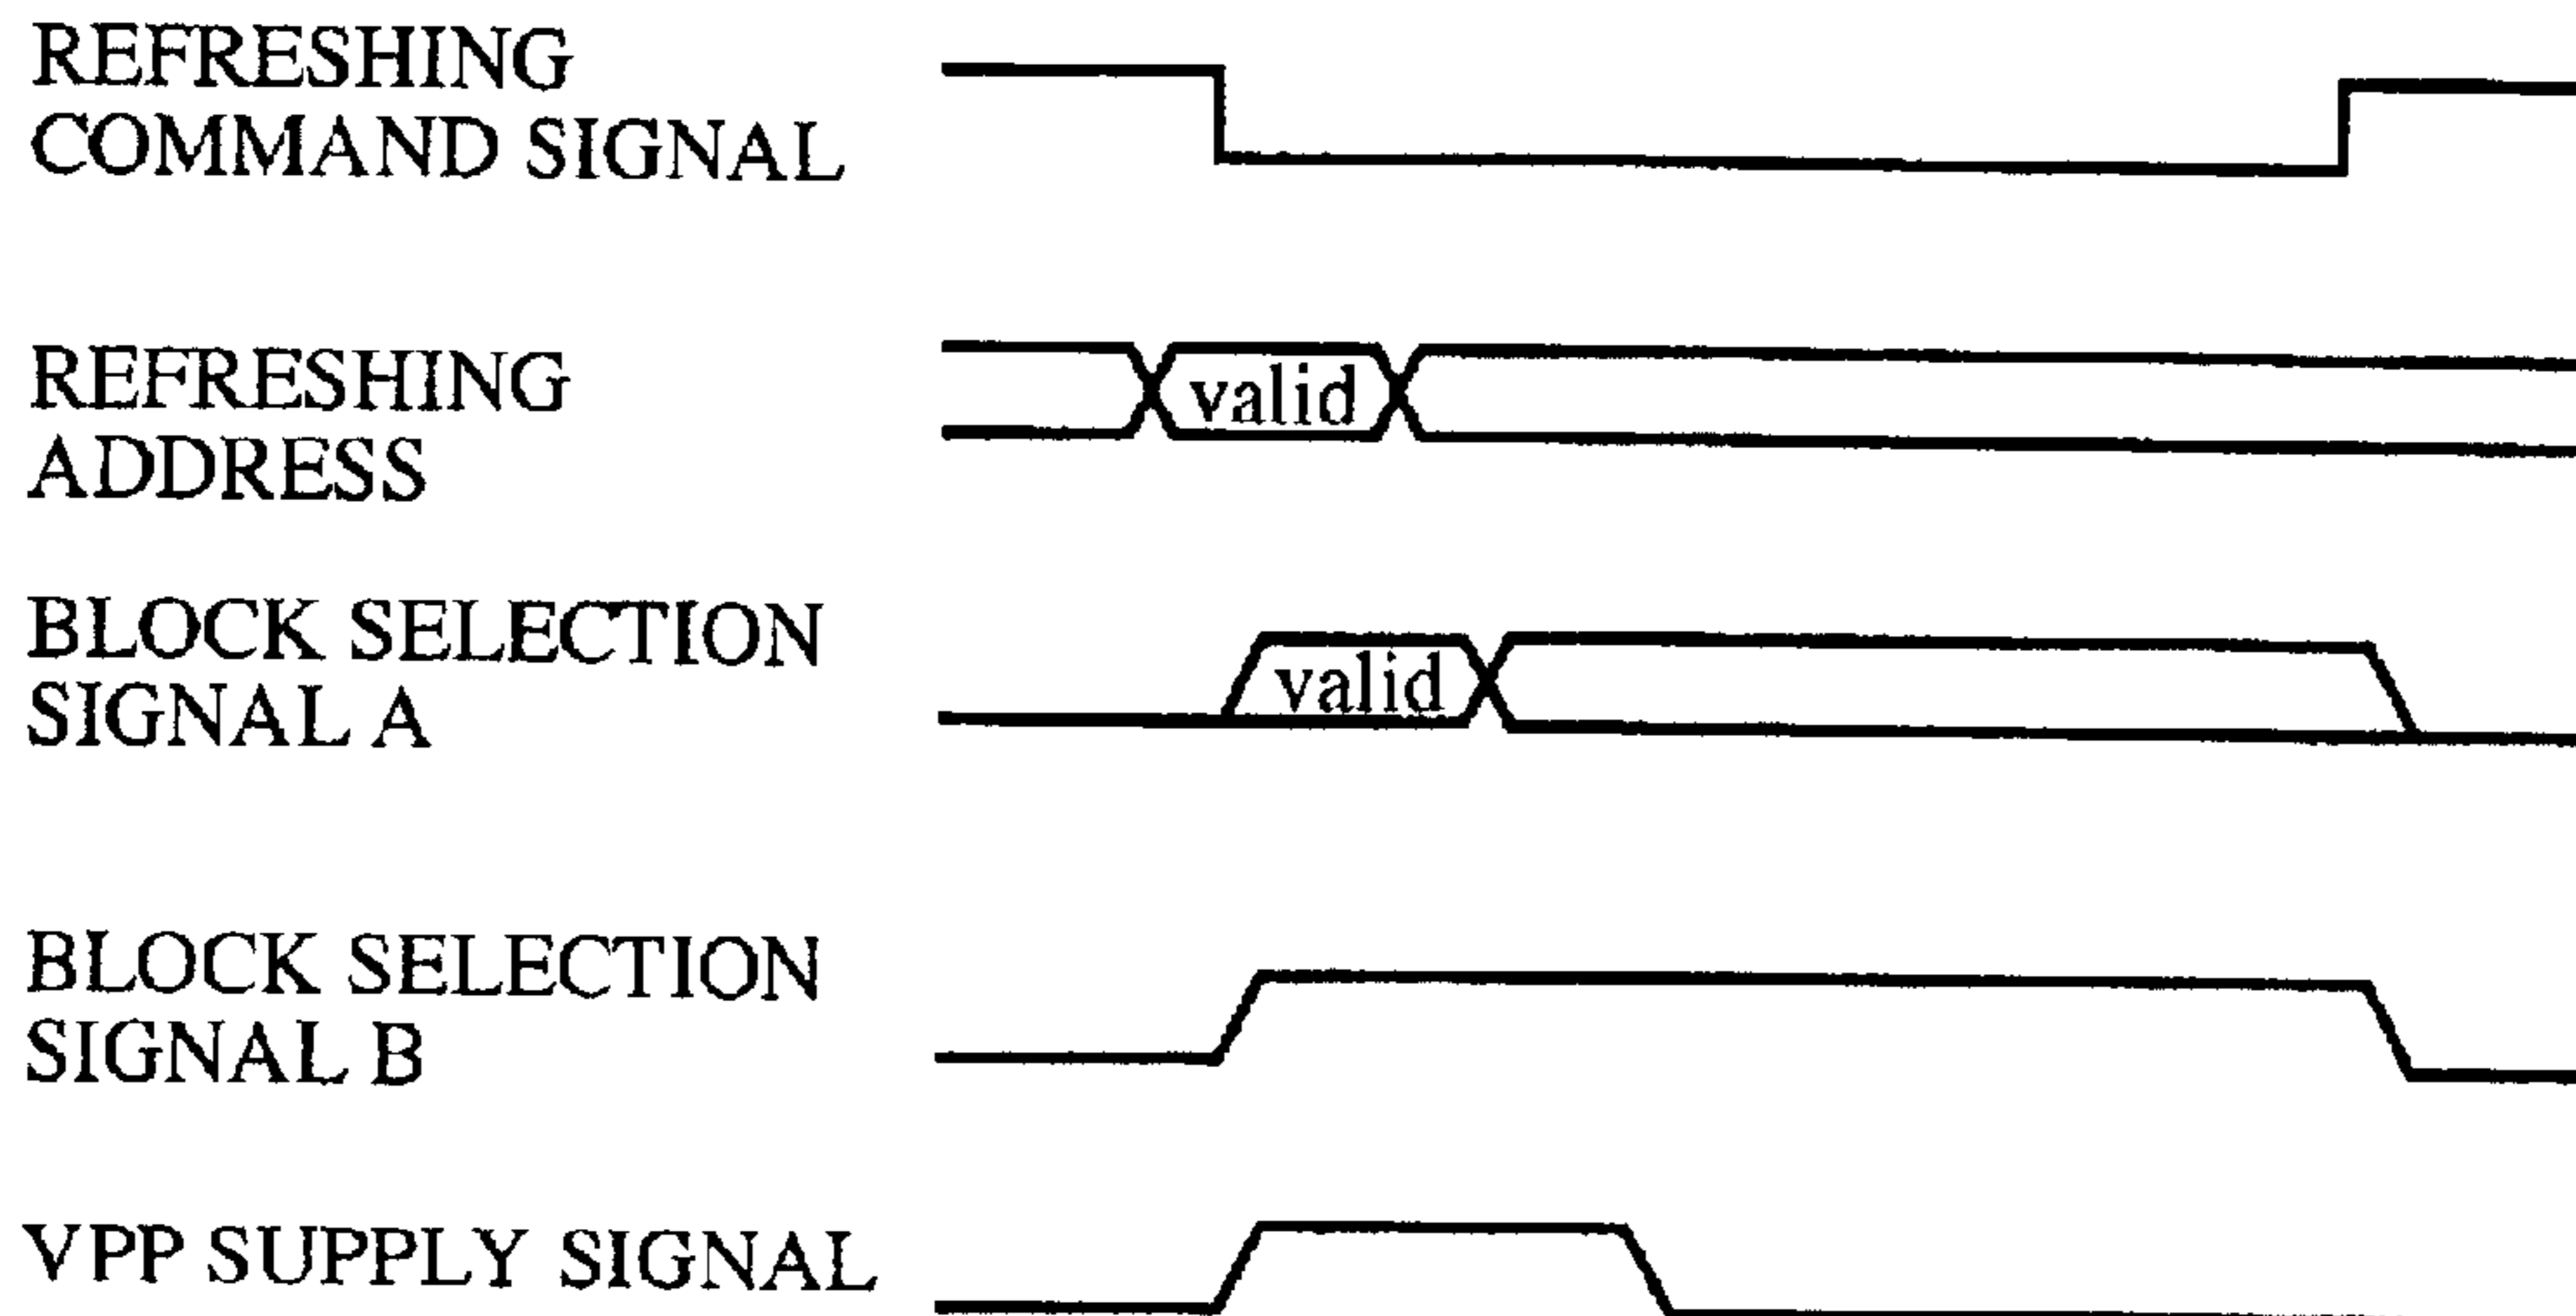 REFRESHING
COMMAND SIGNAL
REFRESHING
ADDRESS
valid
BLOCK SELECTION
SIGNAL A
valid
BLOCK SELECTION
SIGNAL B
VPP SUPPLY SIGNAL